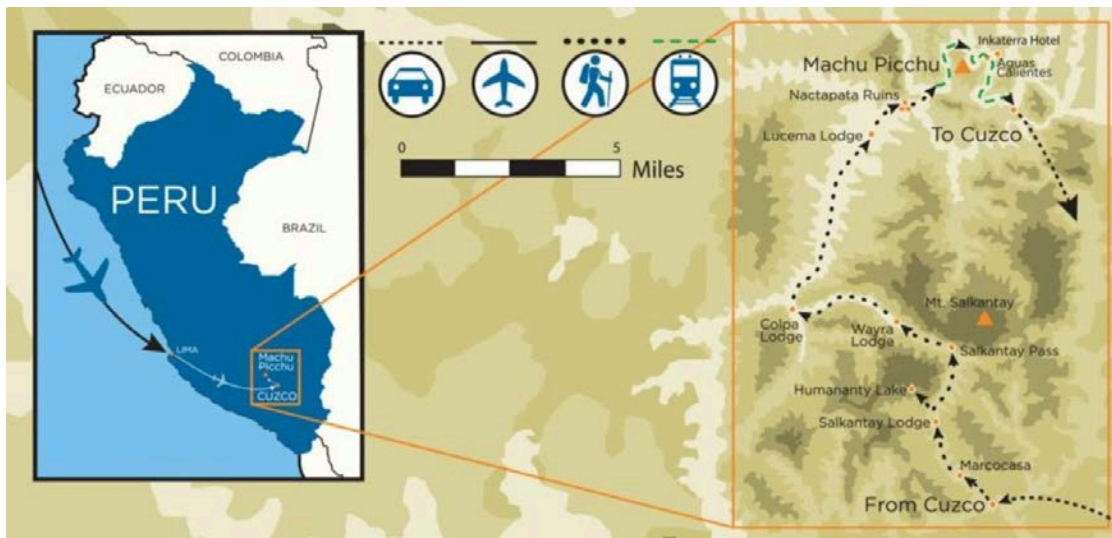 COLOMBIA
ECUADOR
PERU
BRAZIL
LIMA
Machu
Picchu
CUZCO
0
5
Miles
Inkaterra Hotel
Machu Picchu
Aguas
Calientes
Nactapata Ruins
Lucema Lodge
To Cuzco
Mt. Salkantay
Colpa
Lodge
Wayra
Lodge
Salkantay Pass
Humananty Lake
Salkantay Lodge
Marcocasa
From Cuzco